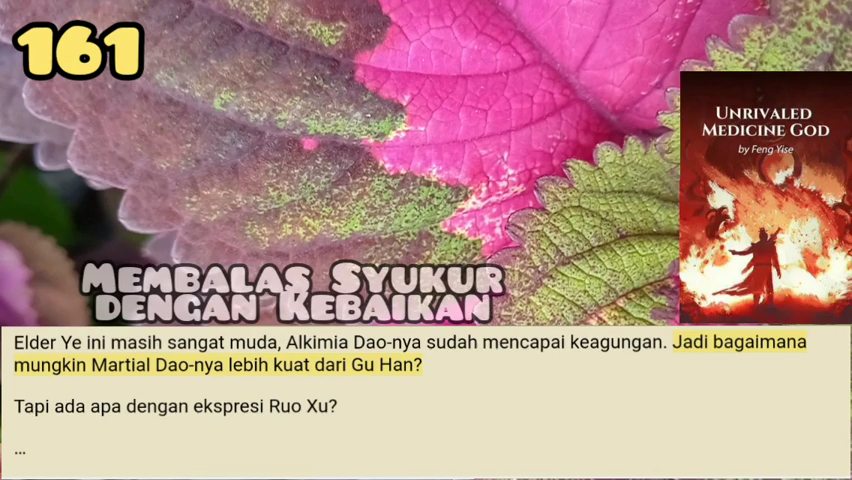 161
UNRIVALED
MEDICINE GOD
by Feng Yise
MEMBALAS SYUKUR
DENGAN KEBAIKAN
Elder Ye ini masih sangat muda, Alkimia Dao-nya sudah mencapai keagungan. Jadi bagaimana
mungkin Martial Dao-nya lebih kuat dari Gu Han?
Tapi ada apa dengan ekspresi Ruo Xu?
...